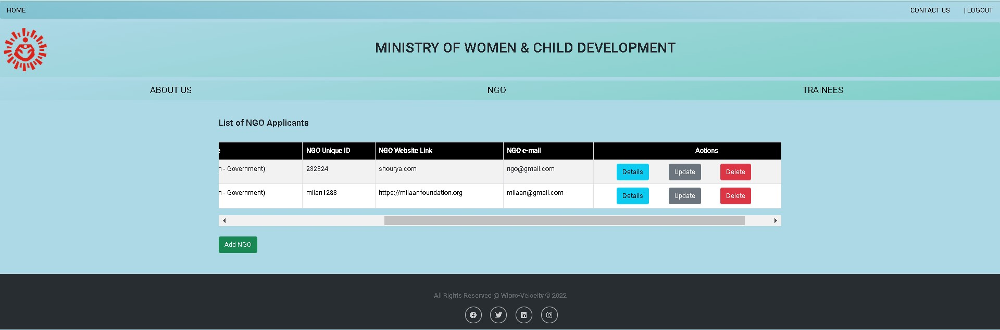 HOME CONTACT US | LOGOUT
MINISTRY OF WOMEN & CHILD DEVELOPMENT
ABOUT US NGO TRAINEES
List of NGO Applicants
NGO Unique ID NGO Website Link NGO e-mail Actions
- Government) 232324 shourya.com ngo@gmail.com Details Update Delete
- Government) milan1283 https://milaanfoundation.org milaan@gmail.com Details Update Delete
Add NGO
All Rights Reserved @ Wipro-Velocity © 2022